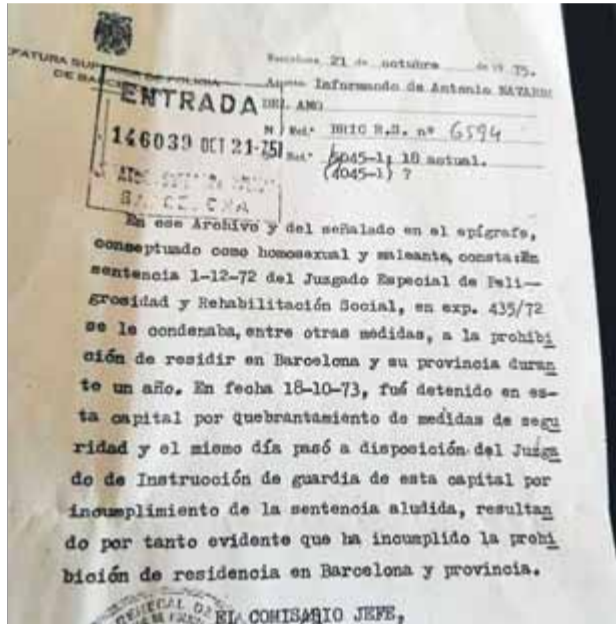 JEFATURA SUPERIOR DE POLICIA
DE BARCELONA
Barcelona 21 de octubre de 19 75.
Asunto Informando de Antonio NAVARRO
DEL AMO
ENTRADA
N/ Ref.ª BRIC R.S. nº 6594
146039 OCT 21-75
Ref.ª 5045-1; 18 actual.
(4045-1) ?
BARCELONA
En ese Archivo y del señalado en el epígrafe,
conseptuado como homosexual y maleante, consta:En
sentencia 1-12-72 del Juzgado Especial de Peli—
grosidad y Rehabilitación Social, en exp. 435/72
se le condenaba, entre otras medidas, a la prohibi
ción de residir en Barcelona y su provincia duran
te un año. En fecha 18-10-73, fué detenido en es-
ta capital por quebrantamiento de medidas de segu
ridad y el mismo día pasó a disposición del Juzga
do de Instrucción de guardia de esta capital por
incumplimiento de la sentencia aludida, resultan
do por tanto evidente que ha incumplido la prohi
bición de residencia en Barcelona y provincia.
EL COMISARIO JEFE,